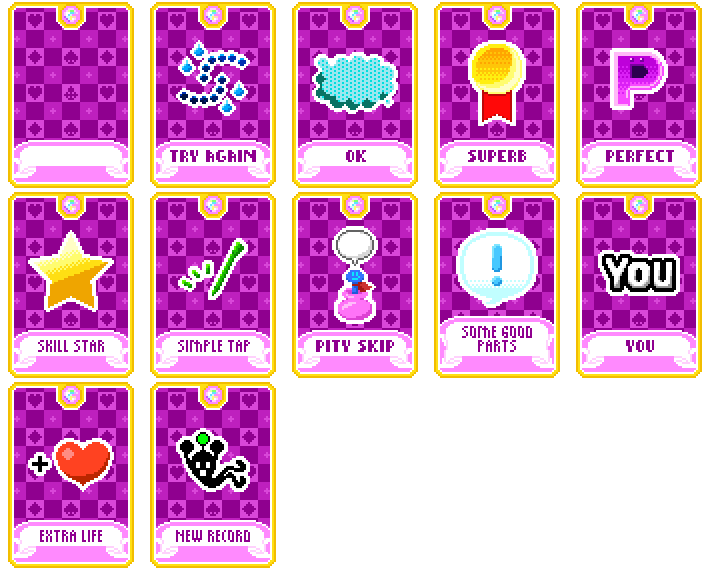 TRY AGAIN
OK
SUPERB
P
PERFECT
SKILL STAR
SIMPLE TAP
PITY SKIP
!
SOME GOOD
PARTS
YOU
YOU
+
EXTRA LIFE
NEW RECORD